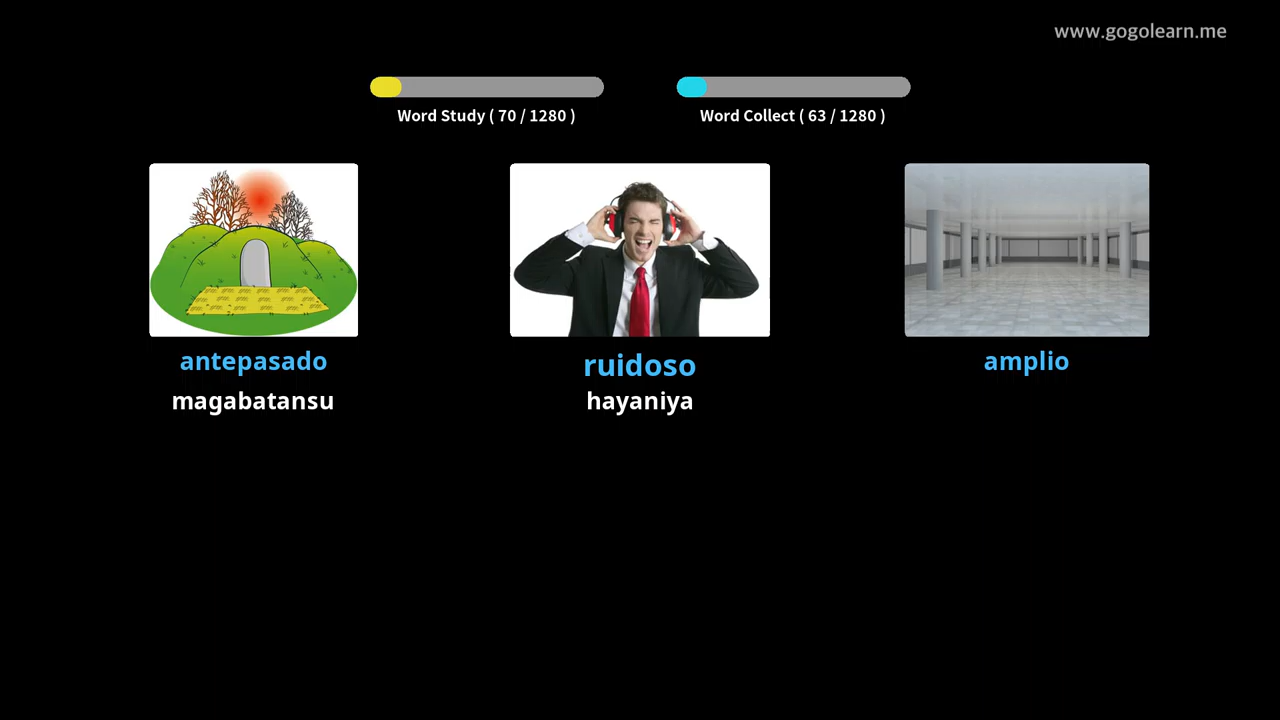 www.gogolearn.me
Word Study ( 70 / 1280 )
Word Collect ( 63 / 1280 )
antepasado
ruidoso
amplio
magabatansu
hayaniya